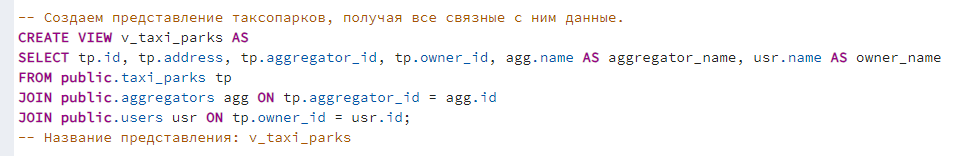 -- Создаем представление таксопарков, получая все связные с ним данные.
CREATE VIEW v_taxi_parks AS
SELECT tp.id, tp.address, tp.aggregator_id, tp.owner_id, agg.name AS aggregator_name, usr.name AS owner_name
FROM public.taxi_parks tp
JOIN public.aggregators agg ON tp.aggregator_id = agg.id
JOIN public.users usr ON tp.owner_id = usr.id;
-- Название представления: v_taxi_parks